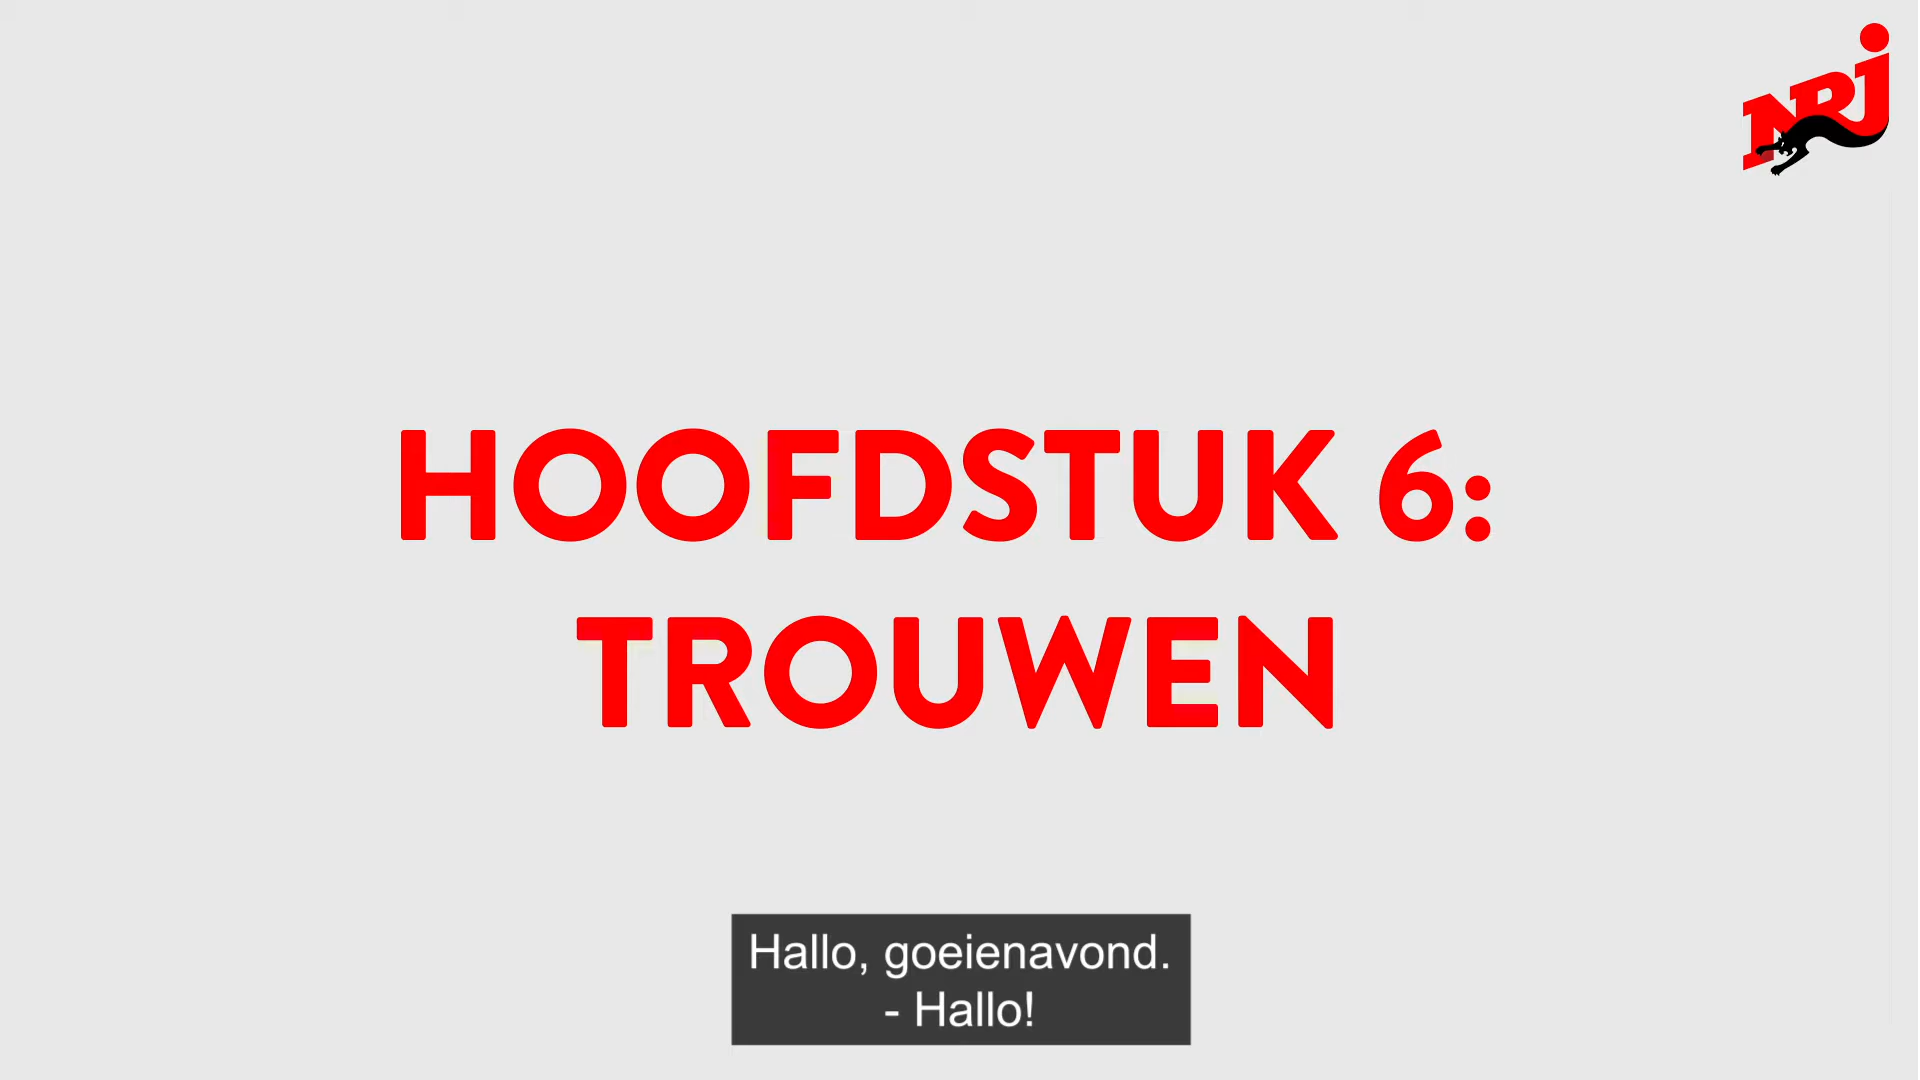 NRJ
HOOFDSTUK 6:
TROUWEN
Hallo, goeienavond.
- Hallo!